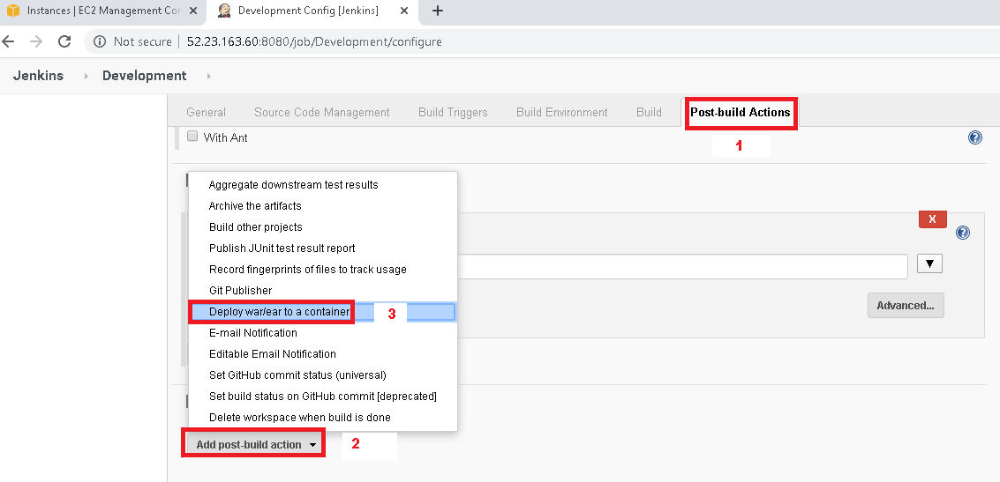 Instances | EC2 Management Con
Development Config [Jenkins]
Not secure | 52.23.163.60:8080/job/Development/configure
Jenkins
Development
General
Source Code Management
Build Triggers
Build Environment
Build
Post-build Actions
With Ant
1
Aggregate downstream test results
Archive the artifacts
Build other projects
X
Publish JUnit test result report
Record fingerprints of files to track usage
Git Publisher
Deploy war/ear to a container
3
Advanced...
E-mail Notification
Editable Email Notification
Set GitHub commit status (universal)
Set build status on GitHub commit [deprecated]
Delete workspace when build is done
Add post-build action
2